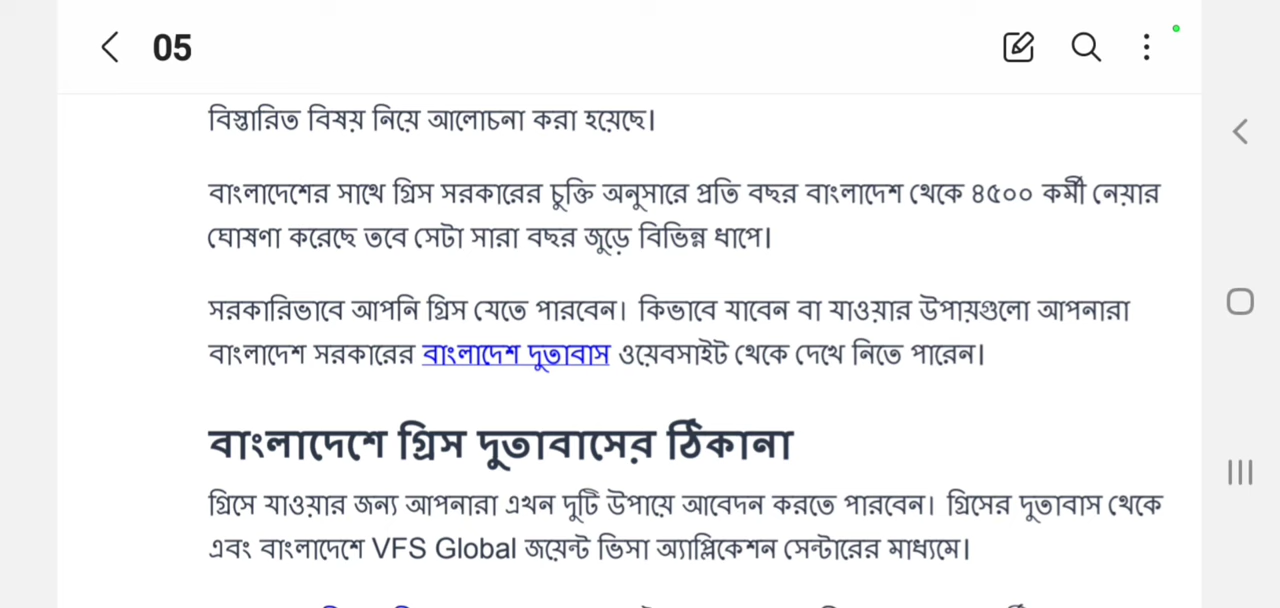 05
বিস্তারিত বিষয় নিয়ে আলোচনা করা হয়েছে।
বাংলাদেশের সাথে গ্রিস সরকারের চুক্তি অনুসারে প্রতি বছর বাংলাদেশ থেকে ৪৫০০ কর্মী নেয়ার
ঘোষণা করেছে তবে সেটা সারা বছর জুড়ে বিভিন্ন ধাপে।
সরকারিভাবে আপনি গ্রিস যেতে পারবেন। কিভাবে যাবেন বা যাওয়ার উপায়গুলো আপনারা
বাংলাদেশ সরকারের বাংলাদেশ দুতাবাস ওয়েবসাইট থেকে দেখে নিতে পারেন।
বাংলাদেশে গ্রিস দুতাবাসের ঠিকানা
গ্রিসে যাওয়ার জন্য আপনারা এখন দুটি উপায়ে আবেদন করতে পারবেন। গ্রিসের দুতাবাস থেকে
এবং বাংলাদেশে VFS Global জয়েন্ট ভিসা অ্যাপ্লিকেশন সেন্টারের মাধ্যমে।